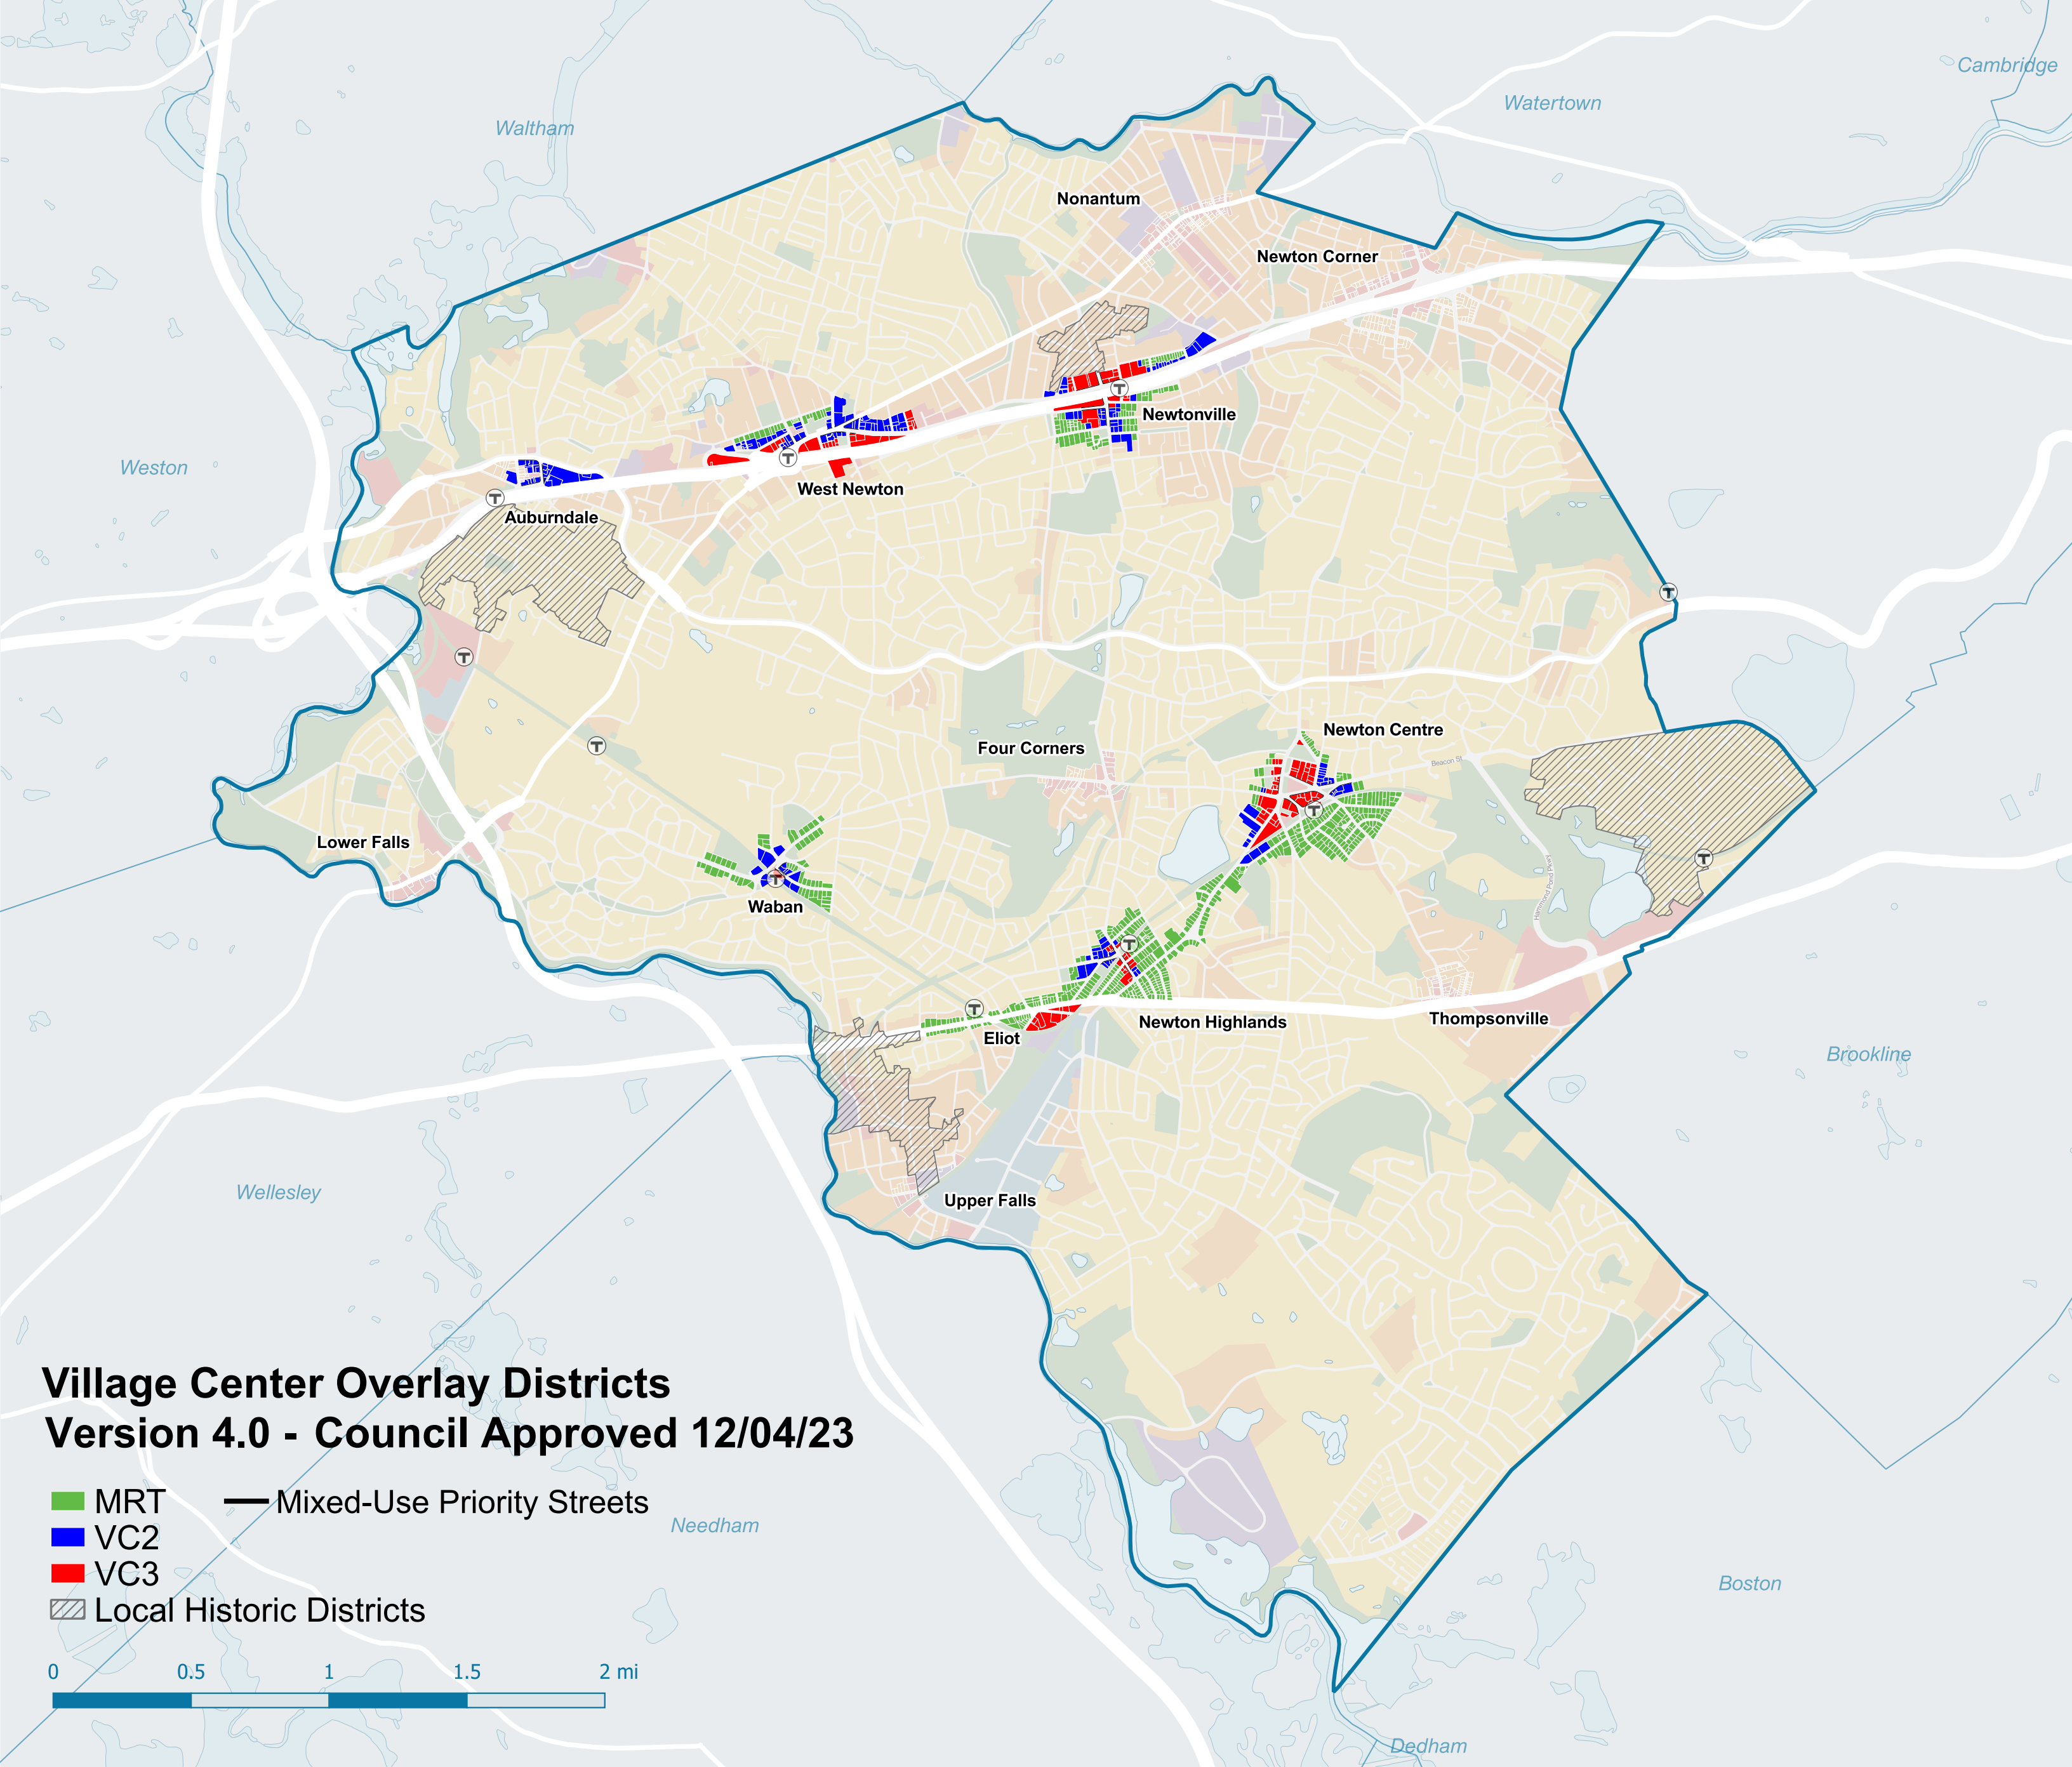 Cambridge
Watertown
Waltham
Nonantum
Newton Corner
Newtonville
Weston
West Newton
Auburndale
Newton Centre
Four Corners
Beacon St
Lower Falls
Hammond Pond Pkwy
Waban
Newton Highlands
Thompsonville
Eliot
Brookline
Wellesley
Upper Falls
Village Center Overlay Districts
Version 4.0 - Council Approved 12/04/23
MRT
Mixed-Use Priority Streets
VC2
VC3
Local Historic Districts
Needham
Boston
0 0.5 1 1.5 2 mi
Dedham
T
T
T
T
T
T
T
T
T
T
T